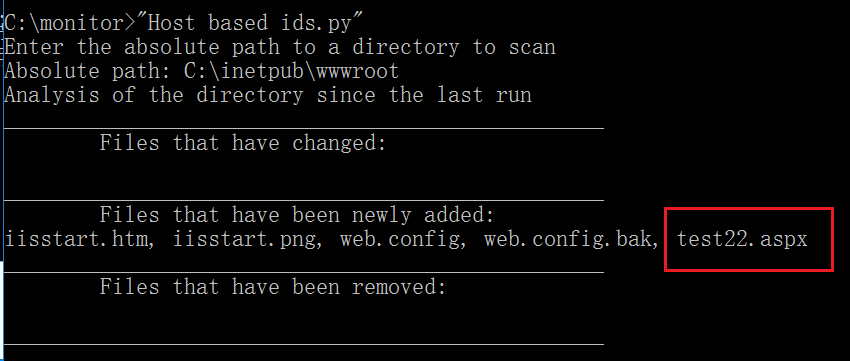 C:\monitor>"Host based ids.py"
Enter the absolute path to a directory to scan
Absolute path: C:\inetpub\wwwroot
Analysis of the directory since the last run
Files that have changed:
Files that have been newly added:
iisstart.htm, iisstart.png, web.config, web.config.bak, test22.aspx
Files that have been removed: